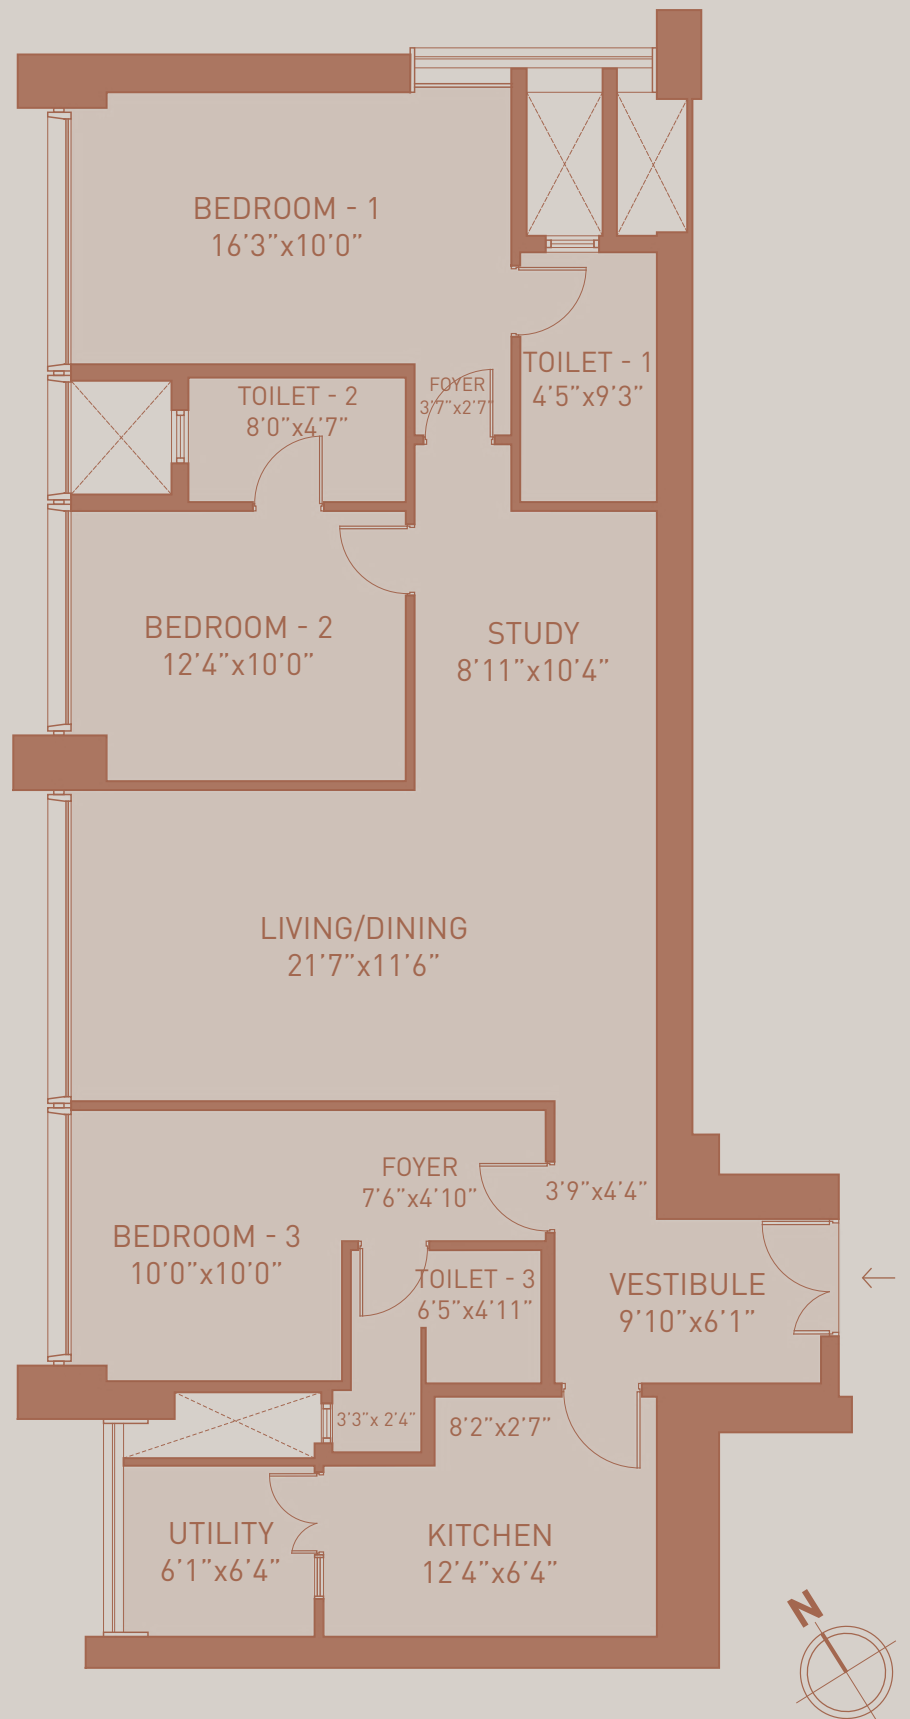 BEDROOM - 1
16’3”x10’0”
TOILET - 1
4’5”x9’3”
FOYER
3’7”x2’7”
TOILET - 2
8’0”x4’7”
BEDROOM - 2
12’4”x10’0”
STUDY
8’11”x10’4”
LIVING/DINING
21’7”x11’6”
FOYER
7’6”x4’10”
3’9”x4’4”
BEDROOM - 3
10’0”x10’0”
TOILET - 3
6’5”x4’11”
VESTIBULE
9’10”x6’1”
3’3”x 2’4”
8’2”x2’7”
UTILITY
6’1”x6’4”
KITCHEN
12’4”x6’4”
N